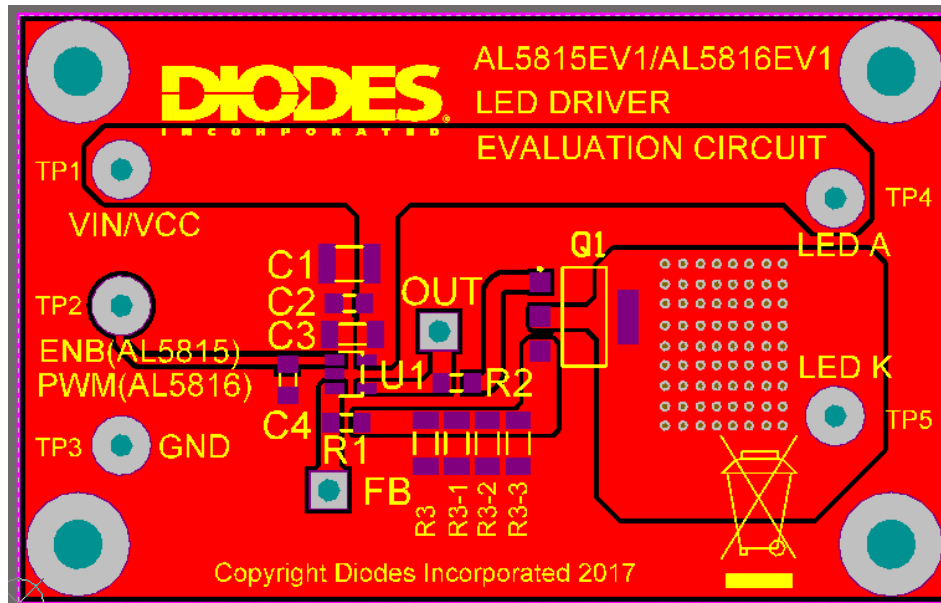 DIODES
®
INCORPORATED
AL5815EV1/AL5816EV1
LED DRIVER
EVALUATION CIRCUIT
TP1
VIN/VCC
TP4
LED A
Q1
C1
C2
OUT
TP2
C3
ENB(AL5815)
PWM(AL5816)
U1
R2
LED K
C4
R1
TP3
GND
TP5
FB
R3
R3-1
R3-2
R3-3
Copyright Diodes Incorporated 2017